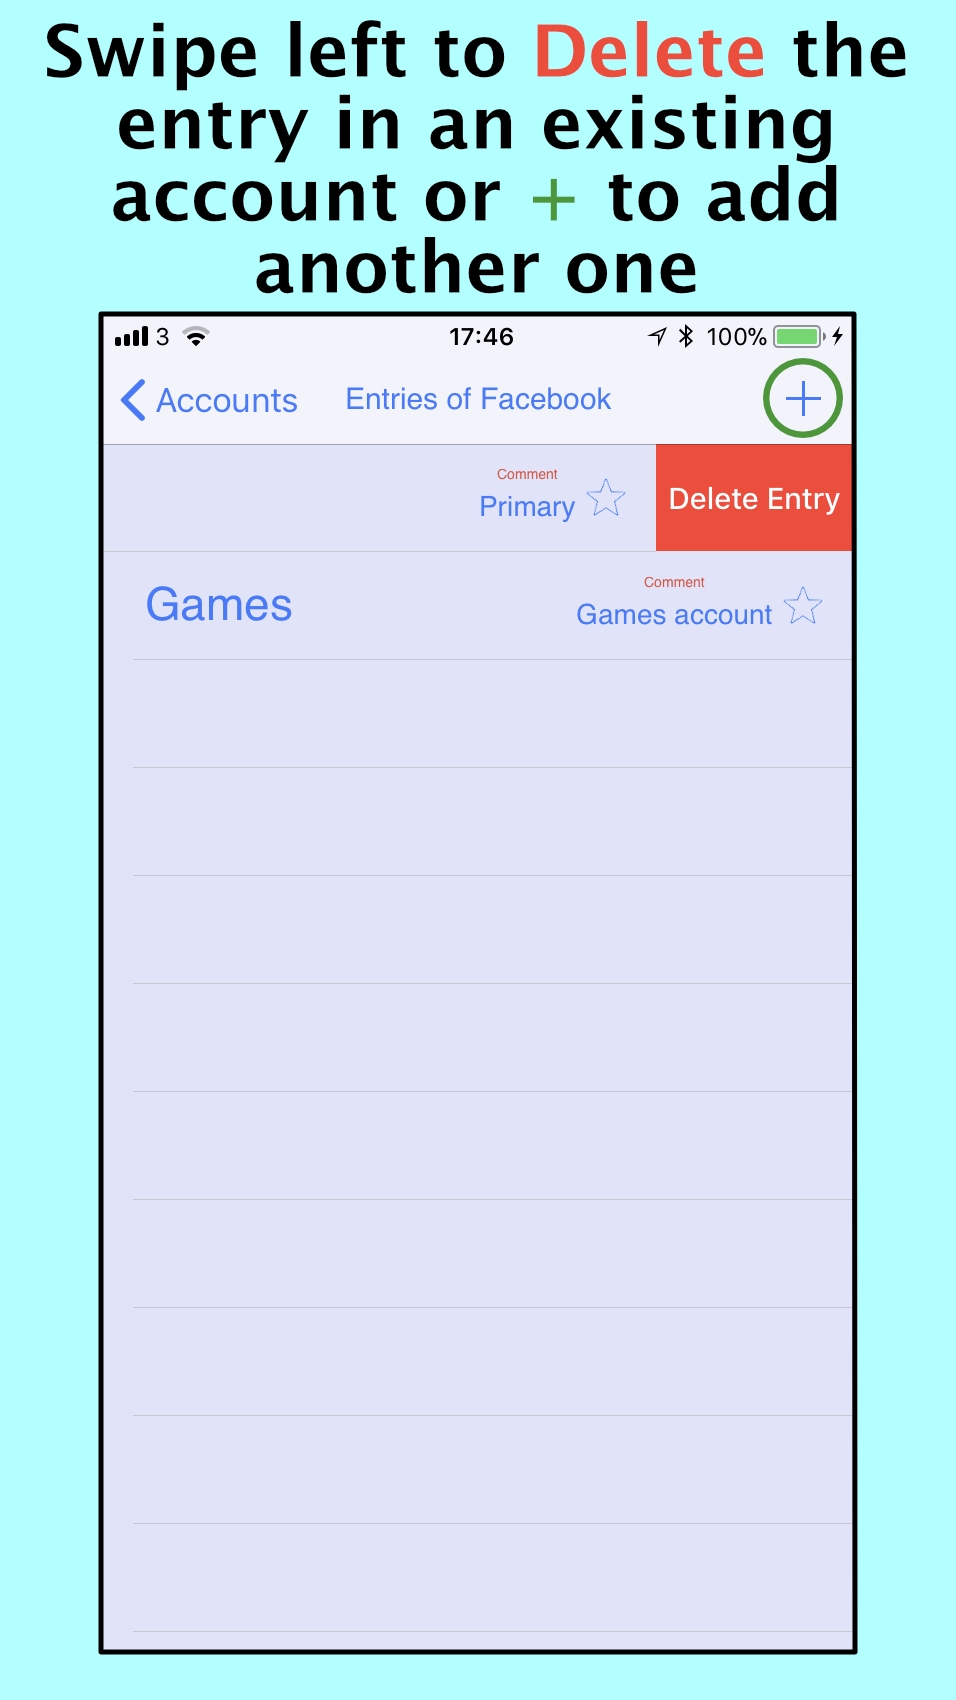 Swipe left to Delete the
entry in an existing
account or + to add
another one
3 17:46 100%
Accounts Entries of Facebook +
Comment
Primary Delete Entry
Comment
Games Games account